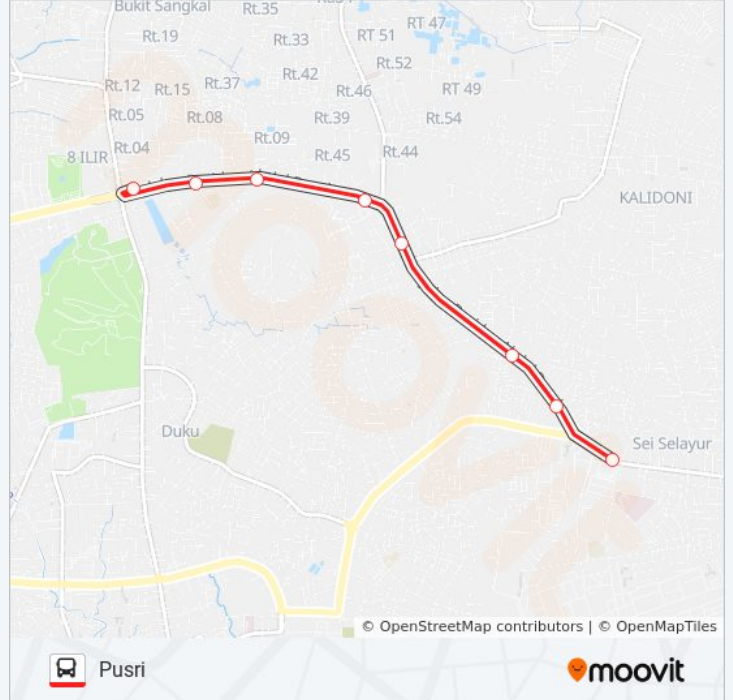 Bukit Sangkal
Rt.35
Rt.19
Rt.33
RT 51
RT 47
Rt.52
Rt.42
Rt.12
Rt.15
Rt.37
Rt.46
RT 49
Rt.05
Rt.08
Rt.39
Rt.54
Rt.09
Rt.04
8 ILIR
Rt.45
Rt.44
KALIDONI
Duku
Sei Selayur
© OpenStreetMap contributors | © OpenMapTiles
Pusri
moovit